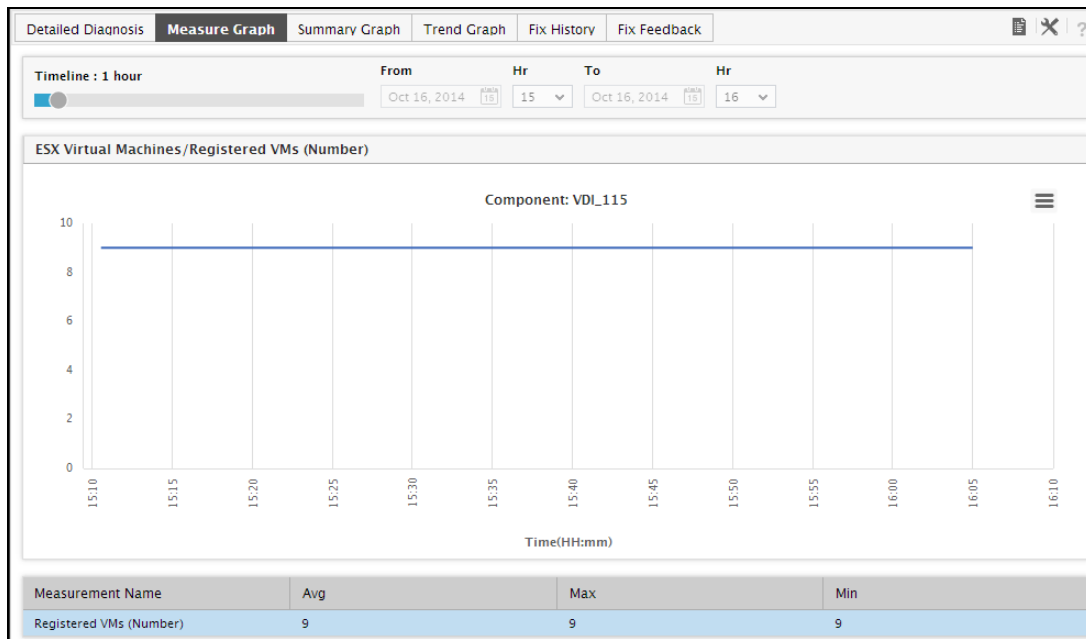 Detailed Diagnosis Measure Graph Summary Graph Trend Graph Fix History Fix Feedback ?
Timeline : 1 hour From Hr To Hr
Oct 16, 2014 15 15 Oct 16, 2014 15 16
ESX Virtual Machines/Registered VMs (Number)
Component: VDI_115
10
8
6
4
2
0
15:10 15:15 15:20 15:25 15:30 15:35 15:40 15:45 15:50 15:55 16:00 16:05 16:10
Time(HH:mm)
Measurement Name Avg Max Min
Registered VMs (Number) 9 9 9